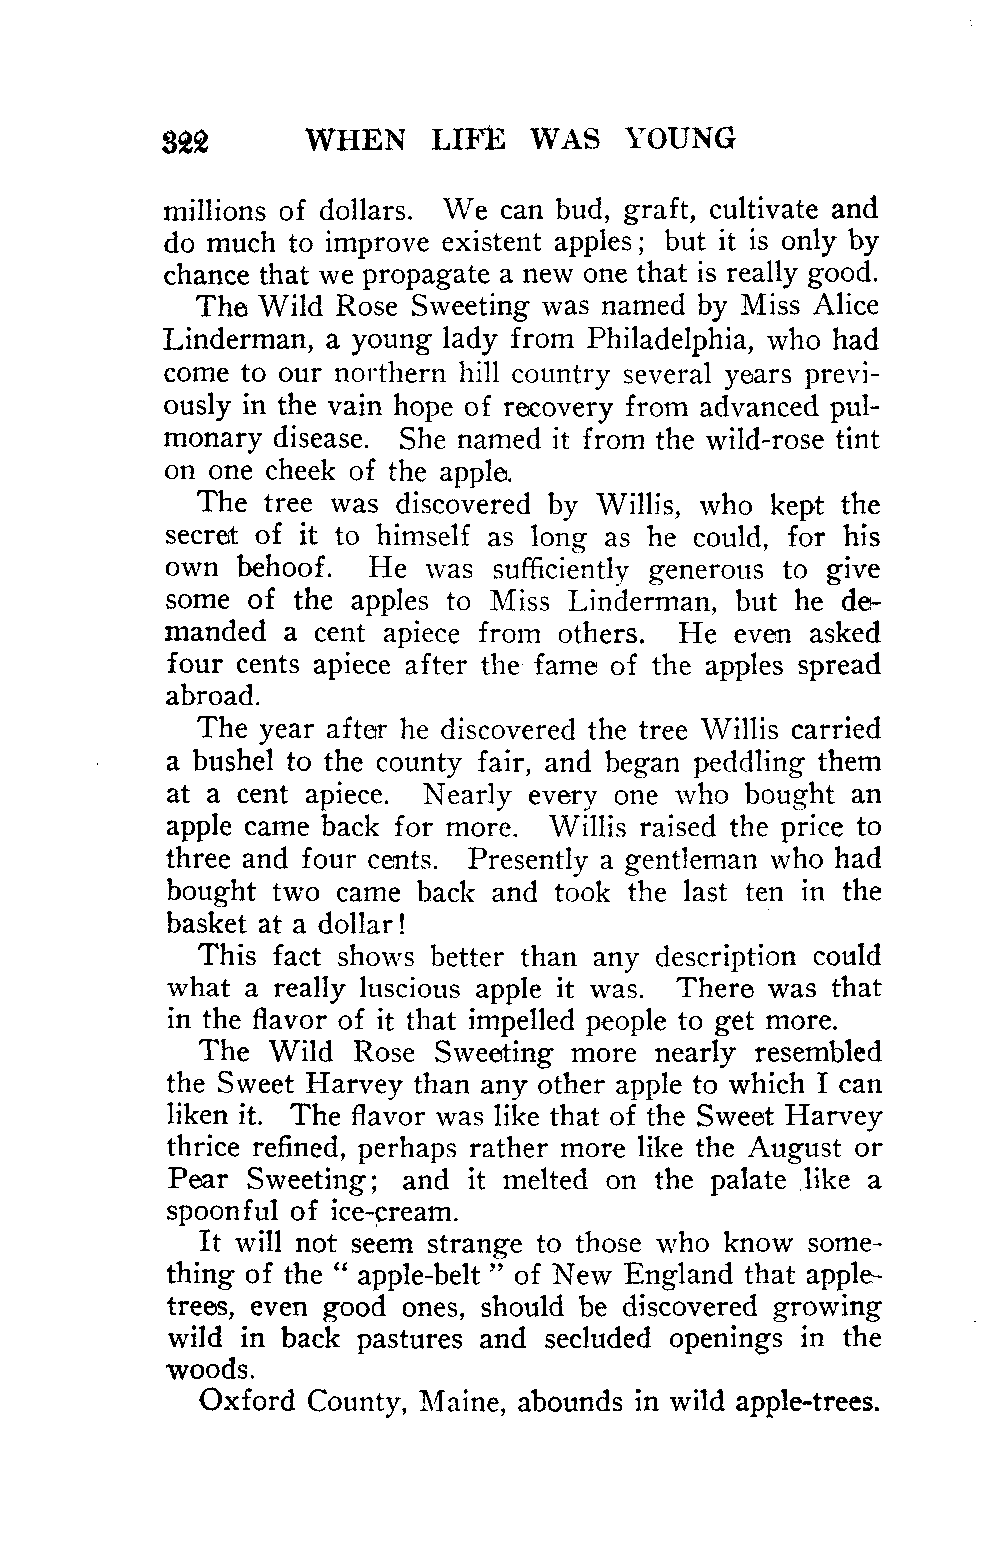 322 WHEN LIFE WAS YOUNG
millions of dollars. We can bud, graft, cultivate and
do much to improve existent apples; but it is only by
chance that we propagate a new one that is really good.
The Wild Rose Sweeting was named by Miss Alice
Linderman, a young lady from Philadelphia, who had
come to our northern hill country several years previ-
ously in the vain hope of recovery from advanced pul-
monary disease. She named it from the wild-rose tint
on one cheek of the apple.
The tree was discovered by Willis, who kept the
secret of it to himself as long as he could, for his
own behoof. He was sufficiently generous to give
some of the apples to Miss Linderman, but he de-
manded a cent apiece from others. He even asked
four cents apiece after the fame of the apples spread
abroad.
The year after he discovered the tree Willis carried
a bushel to the county fair, and began peddling them
at a cent apiece. Nearly every one who bought an
apple came back for more. Willis raised the price to
three and four cents. Presently a gentleman who had
bought two came back and took the last ten in the
basket at a dollar!
This fact shows better than any description could
what a really luscious apple it was. There was that
in the flavor of it that impelled people to get more.
The Wild Rose Sweeting more nearly resembled
the Sweet Harvey than any other apple to which I can
liken it. The flavor was like that of the Sweet Harvey
thrice refined, perhaps rather more like the August or
Pear Sweeting; and it melted on the palate like a
spoonful of ice-cream.
It will not seem strange to those who know some-
thing of the “ apple-belt ” of New England that apple-
trees, even good ones, should be discovered growing
wild in back pastures and secluded openings in the
woods.
Oxford County, Maine, abounds in wild apple-trees.